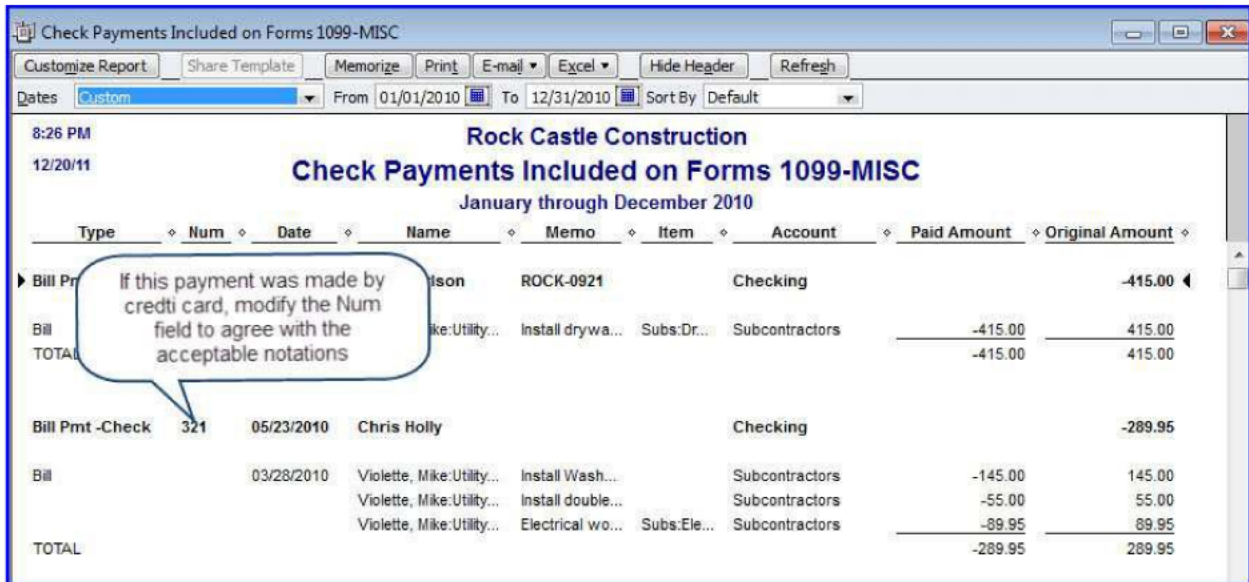 Check Payments Included on Forms 1099-MISC
Customize Report Share Template Memorize Print E-mail Excel Hide Header Refresh
Dates Custom From 01/01/2010 To 12/31/2010 Sort By Default
8:26 PM Rock Castle Construction
12/20/11 Check Payments Included on Forms 1099-MISC
January through December 2010
Type Num Date Name Memo Item Account Paid Amount Original Amount
If this payment was made by
credti card, modify the Num
field to agree with the
acceptable notations
Bill ROCK-0921 Checking -415.00
Bill Install drywa... Subs:Dr... Subcontractors -415.00 415.00
TOTAL -415.00 415.00
Bill Pmt -Check 321 05/23/2010 Chris Holly Checking -289.95
Bill 03/28/2010 Violette, Mike:Utility... Install Wash... Subcontractors -145.00 145.00
Violette, Mike:Utility... Install double... Subcontractors -55.00 55.00
Violette, Mike:Utility... Electrical wo... Subs:Ele... Subcontractors -89.95 89.95
TOTAL -289.95 289.95